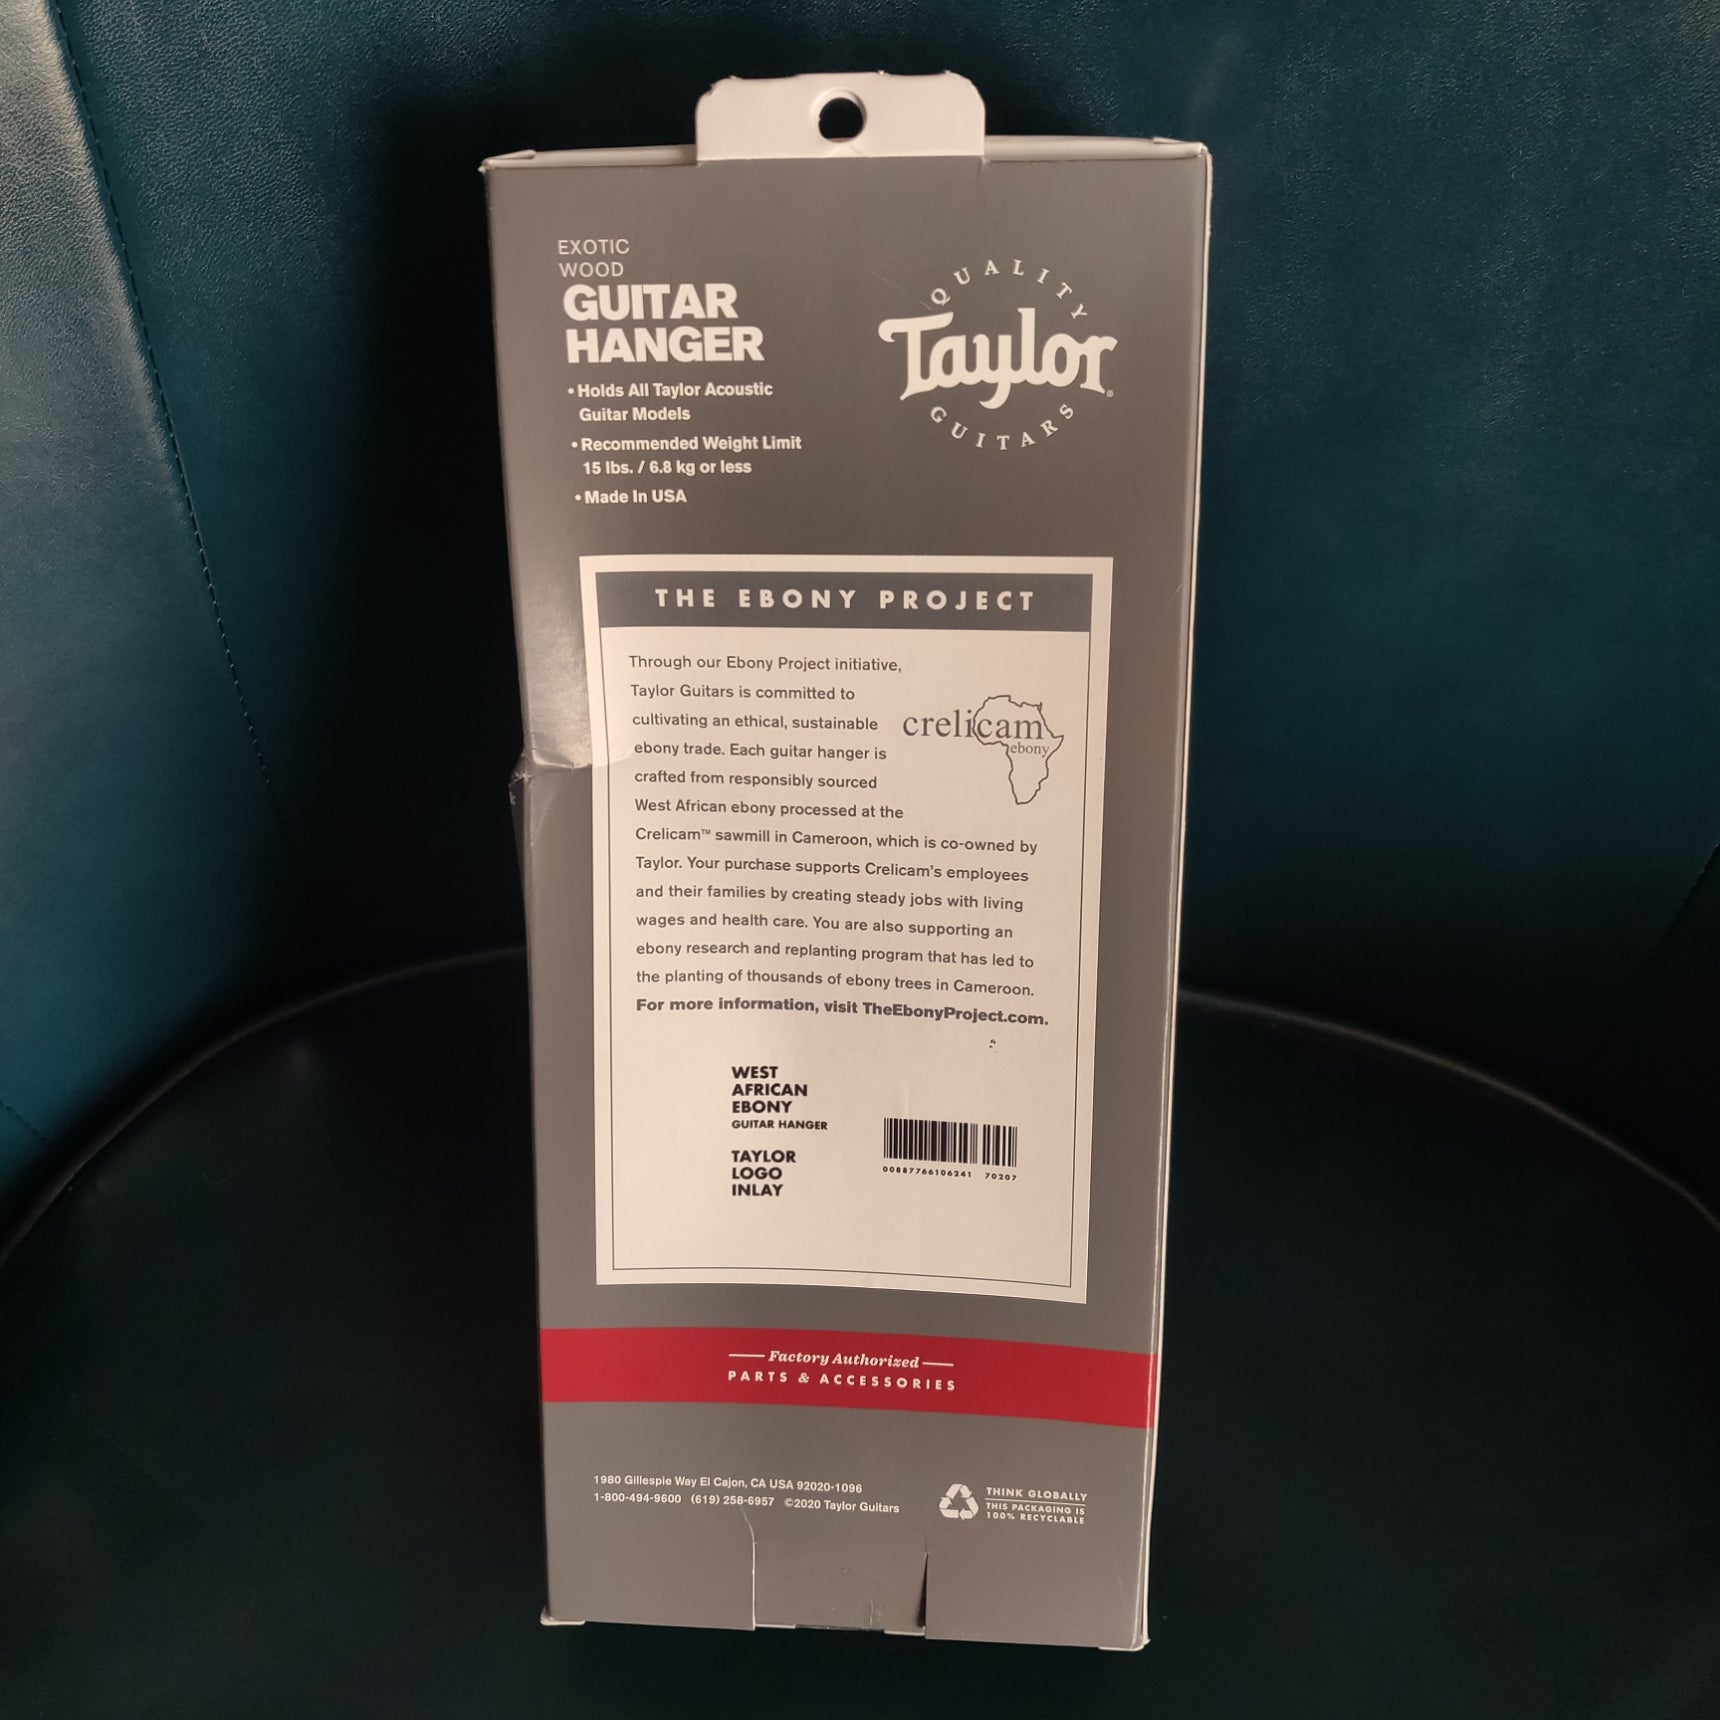 EXOTIC
WOOD
GUITAR
HANGER
• Holds All Taylor Acoustic
Guitar Models
• Recommended Weight Limit
15 lbs. / 6.8 kg or less
• Made In USA
QUALITY
Taylor®
GUITARS
THE EBONY PROJECT
Through our Ebony Project initiative,
Taylor Guitars is committed to
cultivating an ethical, sustainable
ebony trade. Each guitar hanger is
crafted from responsibly sourced
West African ebony processed at the
Crelicam™ sawmill in Cameroon, which is co-owned by
Taylor. Your purchase supports Crelicam's employees
and their families by creating steady jobs with living
wages and health care. You are also supporting an
ebony research and replanting program that has led to
the planting of thousands of ebony trees in Cameroon.
For more information, visit TheEbonyProject.com.
crelicam
ebony
WEST
AFRICAN
EBONY
GUITAR HANGER
TAYLOR
LOGO
INLAY
00887766106241 70207
Factory Authorized
PARTS & ACCESSORIES
1980 Gillespie Way El Cajon, CA USA 92020-1096
1-800-494-9600 (619) 258-6957 ©2020 Taylor Guitars
THINK GLOBALLY
THIS PACKAGING IS
100% RECYCLABLE